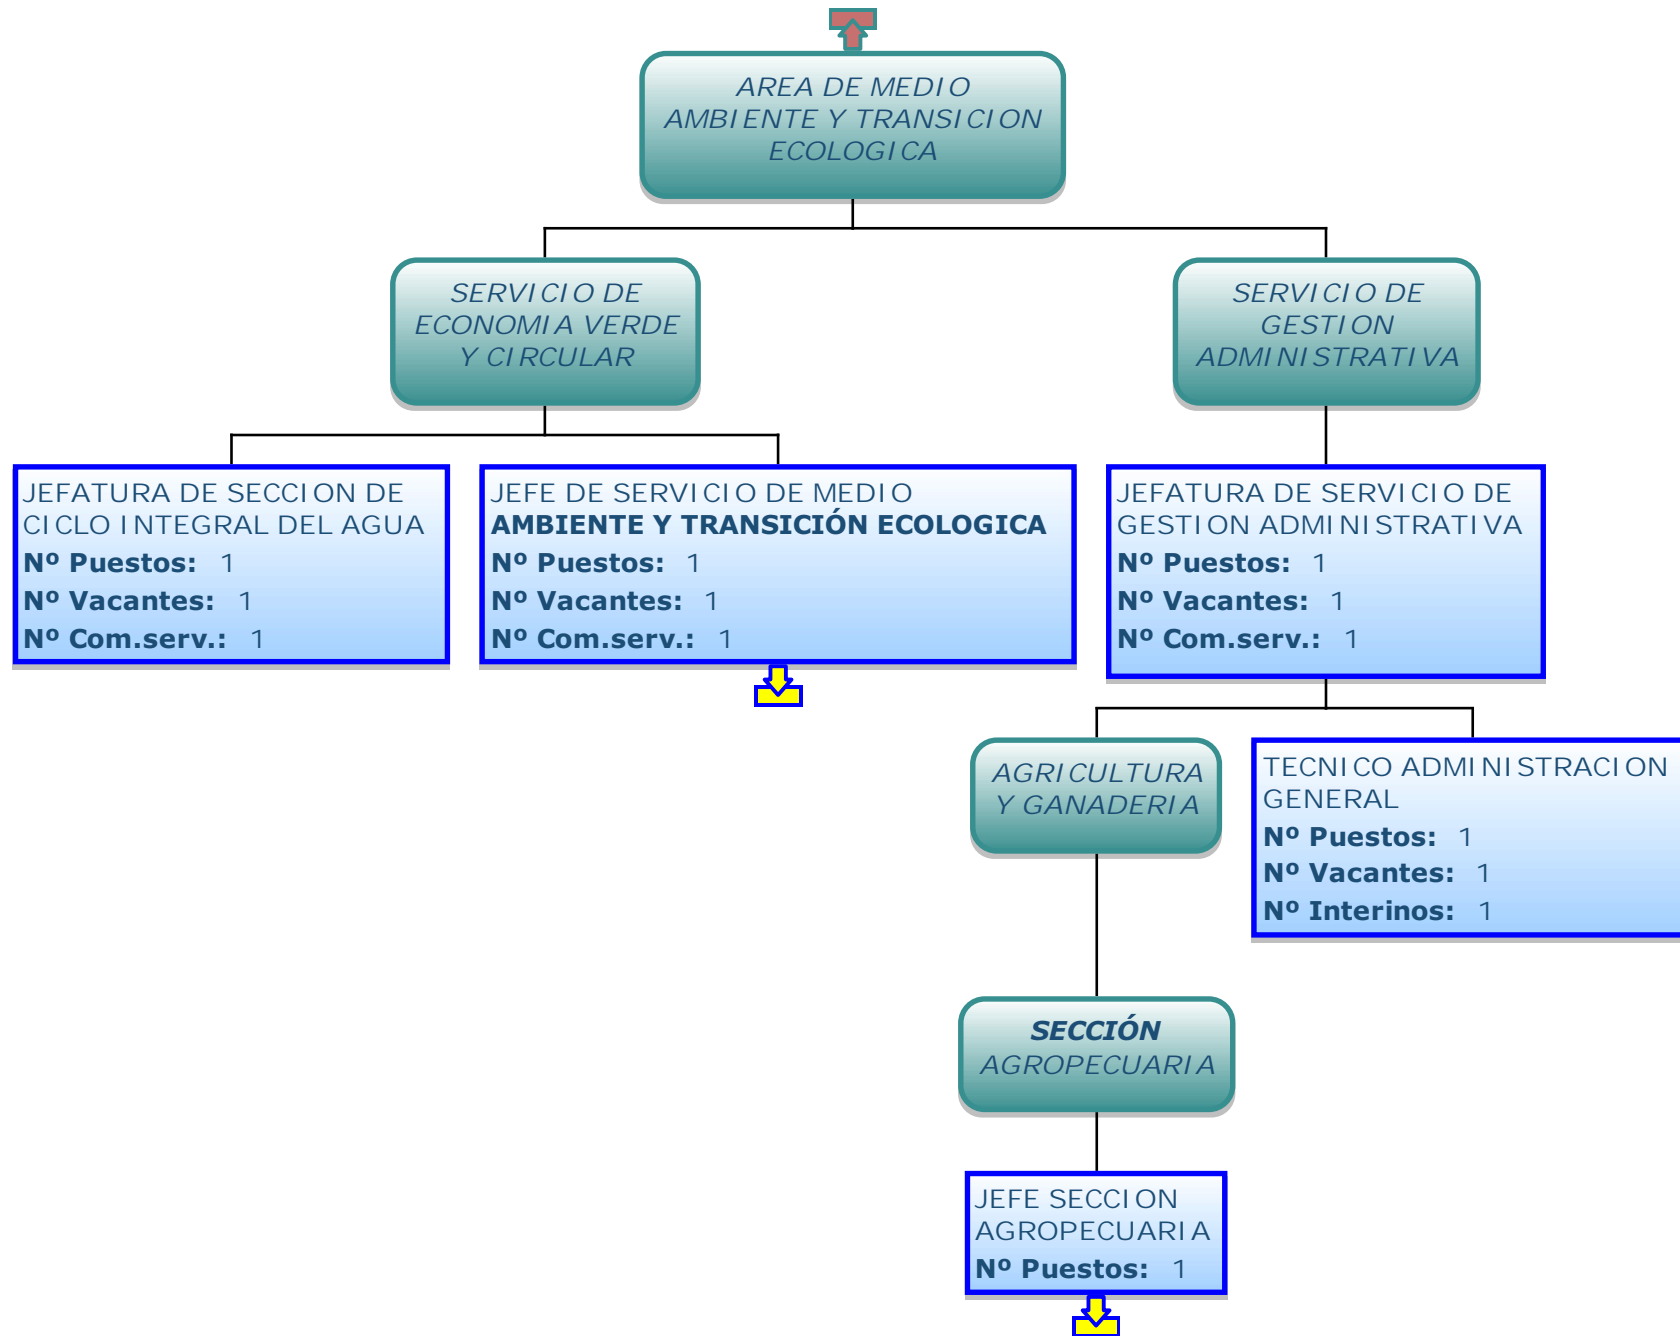 AREA DE MEDIO
AMBIENTE Y TRANSICION
ECOLOGICA
SERVICIO DE
ECONOMIA VERDE
Y CIRCULAR
SERVICIO DE
GESTION
ADMINISTRATIVA
JEFATURA DE SECCION DE
CICLO INTEGRAL DEL AGUA
Nº Puestos: 1
Nº Vacantes: 1
Nº Com.serv.: 1
JEFE DE SERVICIO DE MEDIO
AMBIENTE Y TRANSICIÓN ECOLOGICA
Nº Puestos: 1
Nº Vacantes: 1
Nº Com.serv.: 1
JEFATURA DE SERVICIO DE
GESTION ADMINISTRATIVA
Nº Puestos: 1
Nº Vacantes: 1
Nº Com.serv.: 1
AGRICULTURA
Y GANADERIA
TECNICO ADMINISTRACION
GENERAL
Nº Puestos: 1
Nº Vacantes: 1
Nº Interinos: 1
SECCIÓN
AGROPECUARIA
JEFE SECCION
AGROPECUARIA
Nº Puestos: 1